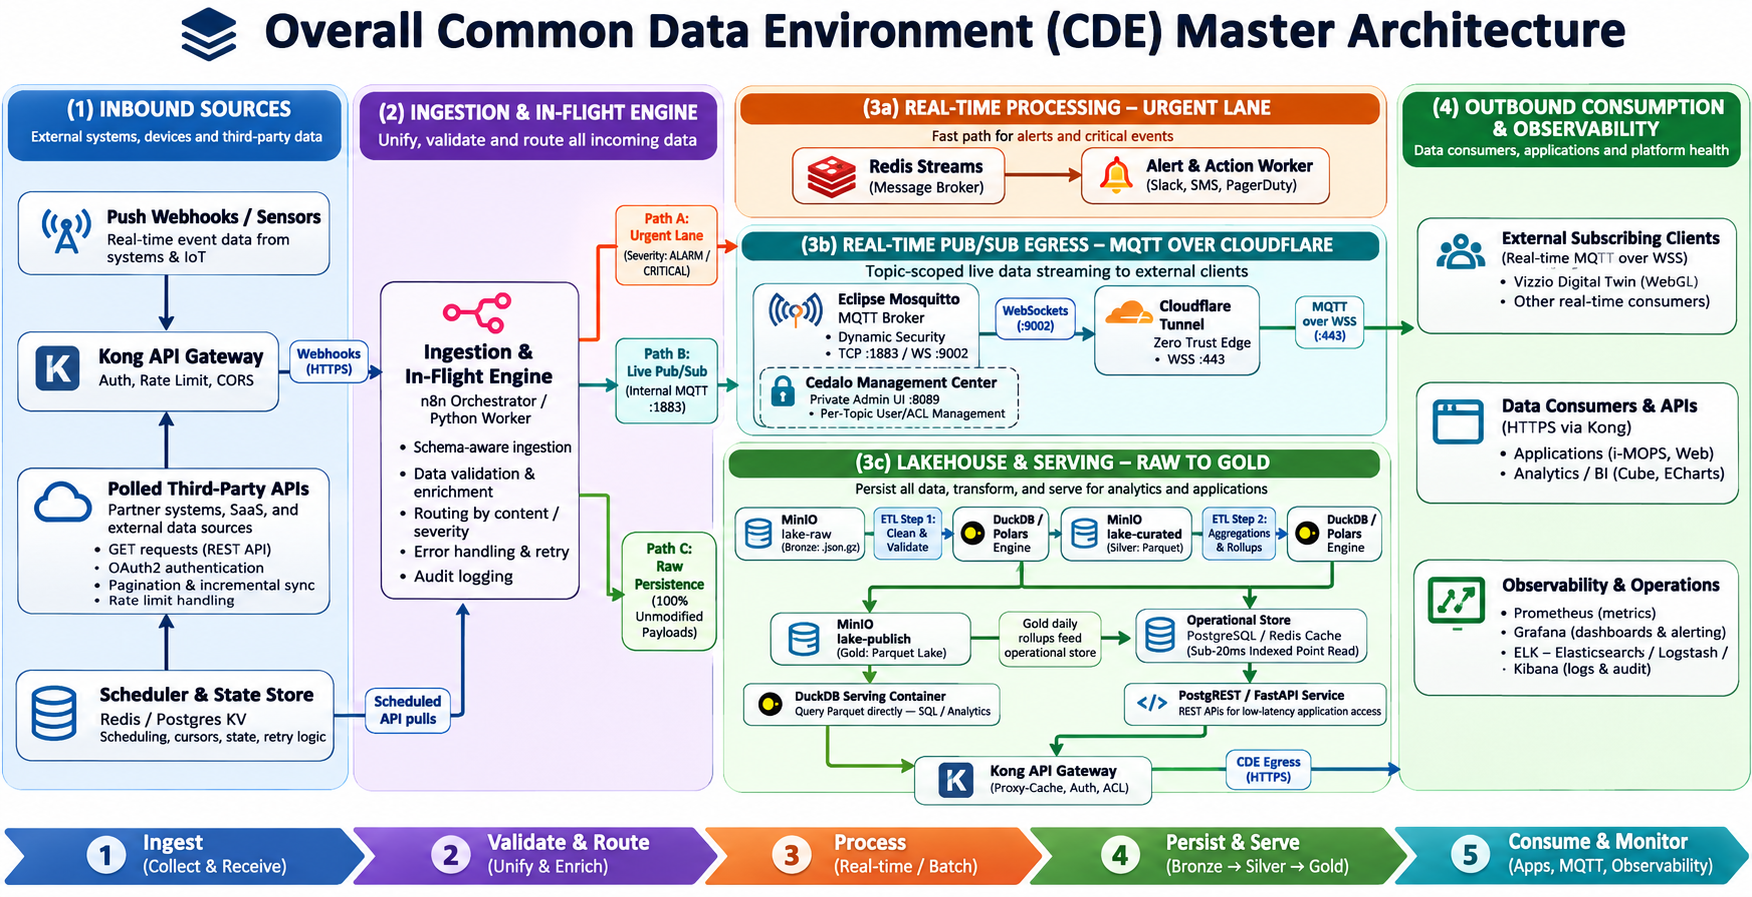 Overall Common Data Environment (CDE) Master Architecture
(1) INBOUND SOURCES
External systems, devices and third-party data
Push Webhooks / Sensors
Real-time event data from
systems & IoT
K
Kong API Gateway
Auth, Rate Limit, CORS
Webhooks
(HTTPS)
Polled Third-Party APIs
Partner systems, SaaS, and
external data sources
• GET requests (REST API)
• OAuth2 authentication
• Pagination & incremental sync
• Rate limit handling
Scheduler & State Store
Redis / Postgres KV
Scheduling, cursors, state, retry logic
Scheduled
API pulls
(2) INGESTION & IN-FLIGHT ENGINE
Unify, validate and route all incoming data
Ingestion &
In-Flight Engine
n8n Orchestrator /
Python Worker
• Schema-aware ingestion
• Data validation &
enrichment
• Routing by content /
severity
• Error handling & retry
• Audit logging
Path A:
Urgent Lane
(Severity: ALARM /
CRITICAL)
Path B:
Live Pub/Sub
(Internal MQTT
:1883)
Path C:
Raw
Persistence
(100%
Unmodified
Payloads)
(3a) REAL-TIME PROCESSING – URGENT LANE
Fast path for alerts and critical events
Redis Streams
(Message Broker)
Alert & Action Worker
(Slack, SMS, PagerDuty)
(3b) REAL-TIME PUB/SUB EGRESS – MQTT OVER CLOUDFLARE
Topic-scoped live data streaming to external clients
Eclipse Mosquitto
MQTT Broker
• Dynamic Security
• TCP :1883 / WS :9002
WebSockets
(:9002)
Cloudflare
Tunnel
Zero Trust Edge
• WSS :443
MQTT
over WSS
(:443)
Cedalo Management Center
Private Admin UI :8089
• Per-Topic User/ACL Management
(3c) LAKEHOUSE & SERVING – RAW TO GOLD
Persist all data, transform, and serve for analytics and applications
MinIO
lake-raw
(Bronze: .json.gz)
ETL Step 1:
Clean &
Validate
DuckDB /
Polars
Engine
MinIO
lake-curated
(Silver: Parquet)
ETL Step 2:
Aggregations
& Rollups
DuckDB /
Polars
Engine
MinIO
lake-publish
(Gold: Parquet Lake)
Gold daily
rollups feed
operational store
Operational Store
PostgreSQL / Redis Cache
(Sub-20ms Indexed Point Read)
DuckDB Serving Container
Query Parquet directly — SQL / Analytics
</> PostgREST / FastAPI Service
REST APIs for low-latency application access
K
Kong API Gateway
(Proxy-Cache, Auth, ACL)
CDE Egress
(HTTPS)
(4) OUTBOUND CONSUMPTION
& OBSERVABILITY
Data consumers, applications and platform health
External Subscribing Clients
(Real-time MQTT over WSS)
• Vizzio Digital Twin (WebGL)
• Other real-time consumers)
Data Consumers & APIs
(HTTPS via Kong)
• Applications (i-MOPS, Web)
• Analytics / BI (Cube, ECharts)
Observability & Operations
• Prometheus (metrics)
• Grafana (dashboards & alerting)
• ELK – Elasticsearch / Logstash /
· Kibana (logs & audit)
1 Ingest
(Collect & Receive)
2 Validate & Route
(Unify & Enrich)
3 Process
(Real-time / Batch)
4 Persist & Serve
(Bronze → Silver → Gold)
5 Consume & Monitor
(Apps, MQTT, Observability)